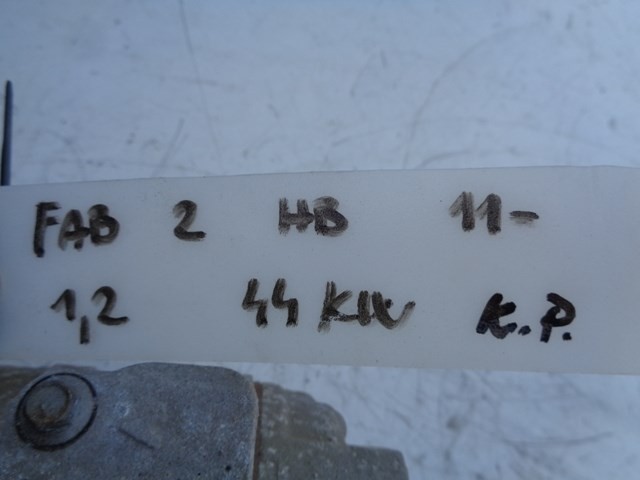 FAB 2 HB 11-
1,2 44 KW K.P.